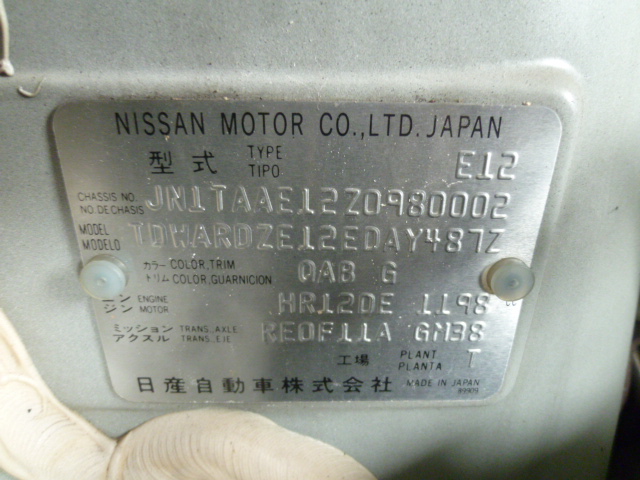 NISSAN MOTOR CO.,LTD. JAPAN
型式 TYPE TIPO E12
CHASSIS NO. NO.DE CHASIS JN1TAAE12Z0980002
MODEL MODELO TDWARDZE12EDAY487Z
カラー COLOR,TRIM トリム COLOR,GUARNICION QAB G
ジン ENGINE MOTOR HR12DE 1198 cc
ミッション TRANS.,AXLE アクスル TRANS.,EJE RE0F11A GM38
工場 PLANT PLANTA T
日産自動車株式会社 MADE IN JAPAN